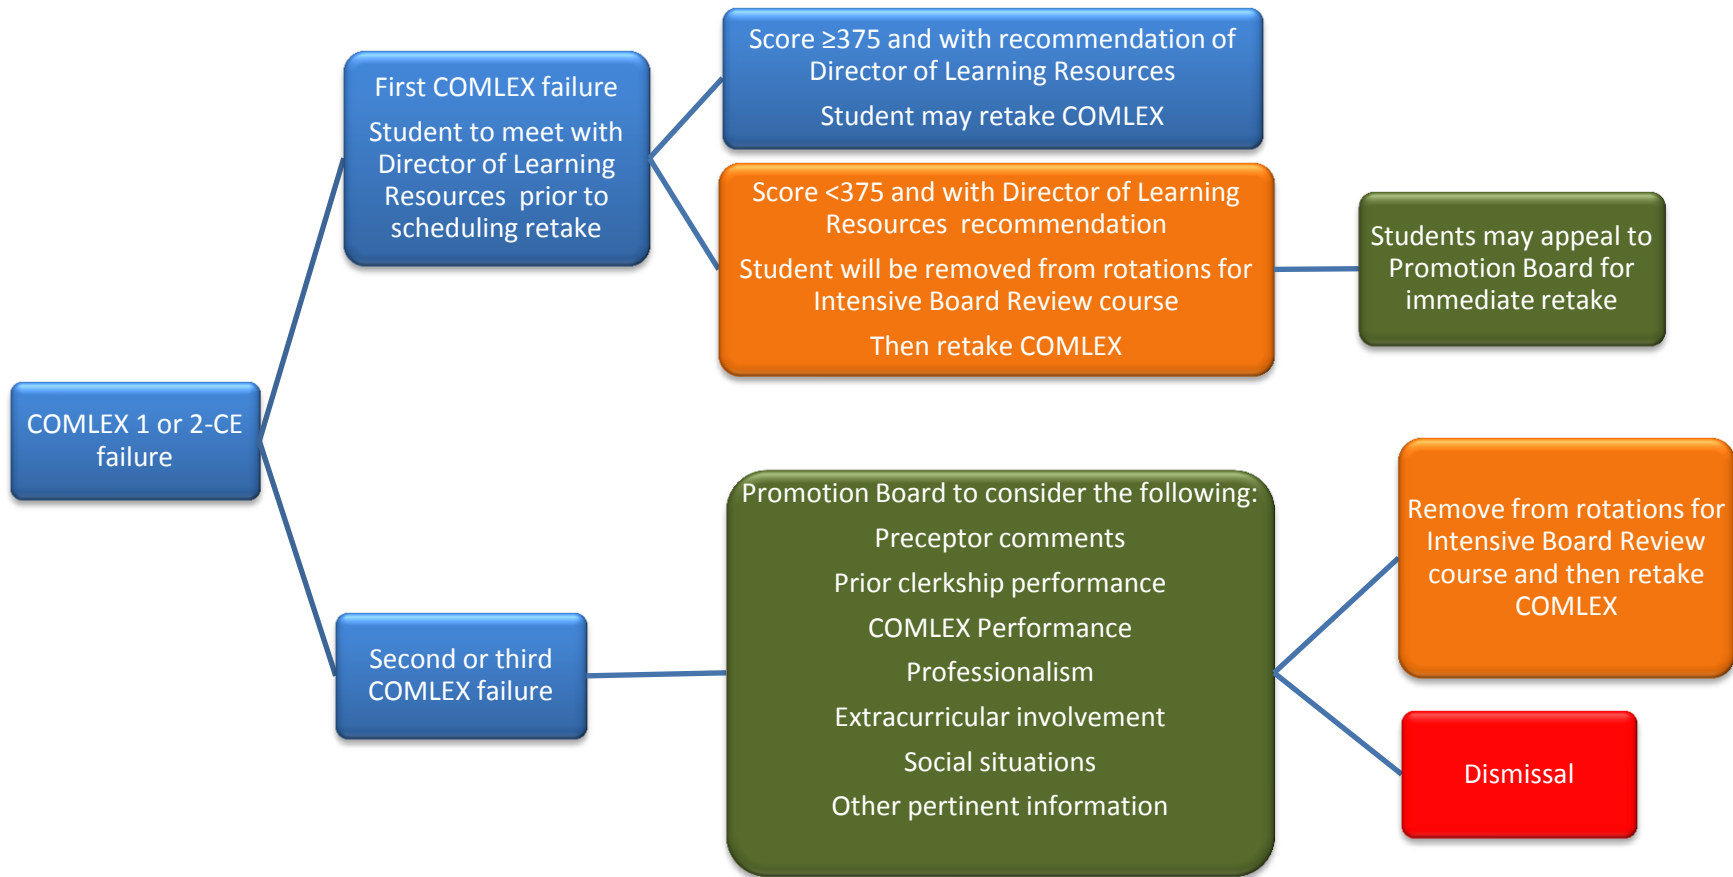 COMLEX 1 or 2-CE
failure
First COMLEX failure
Student to meet with
Director of Learning
Resources prior to
scheduling retake
Score ≥375 and with recommendation of
Director of Learning Resources
Student may retake COMLEX
Score <375 and with Director of Learning
Resources recommendation
Student will be removed from rotations for
Intensive Board Review course
Then retake COMLEX
Students may appeal to
Promotion Board for
immediate retake
Second or third
COMLEX failure
Promotion Board to consider the following:
Preceptor comments
Prior clerkship performance
COMLEX Performance
Professionalism
Extracurricular involvement
Social situations
Other pertinent information
Remove from rotations for
Intensive Board Review
course and then retake
COMLEX
Dismissal